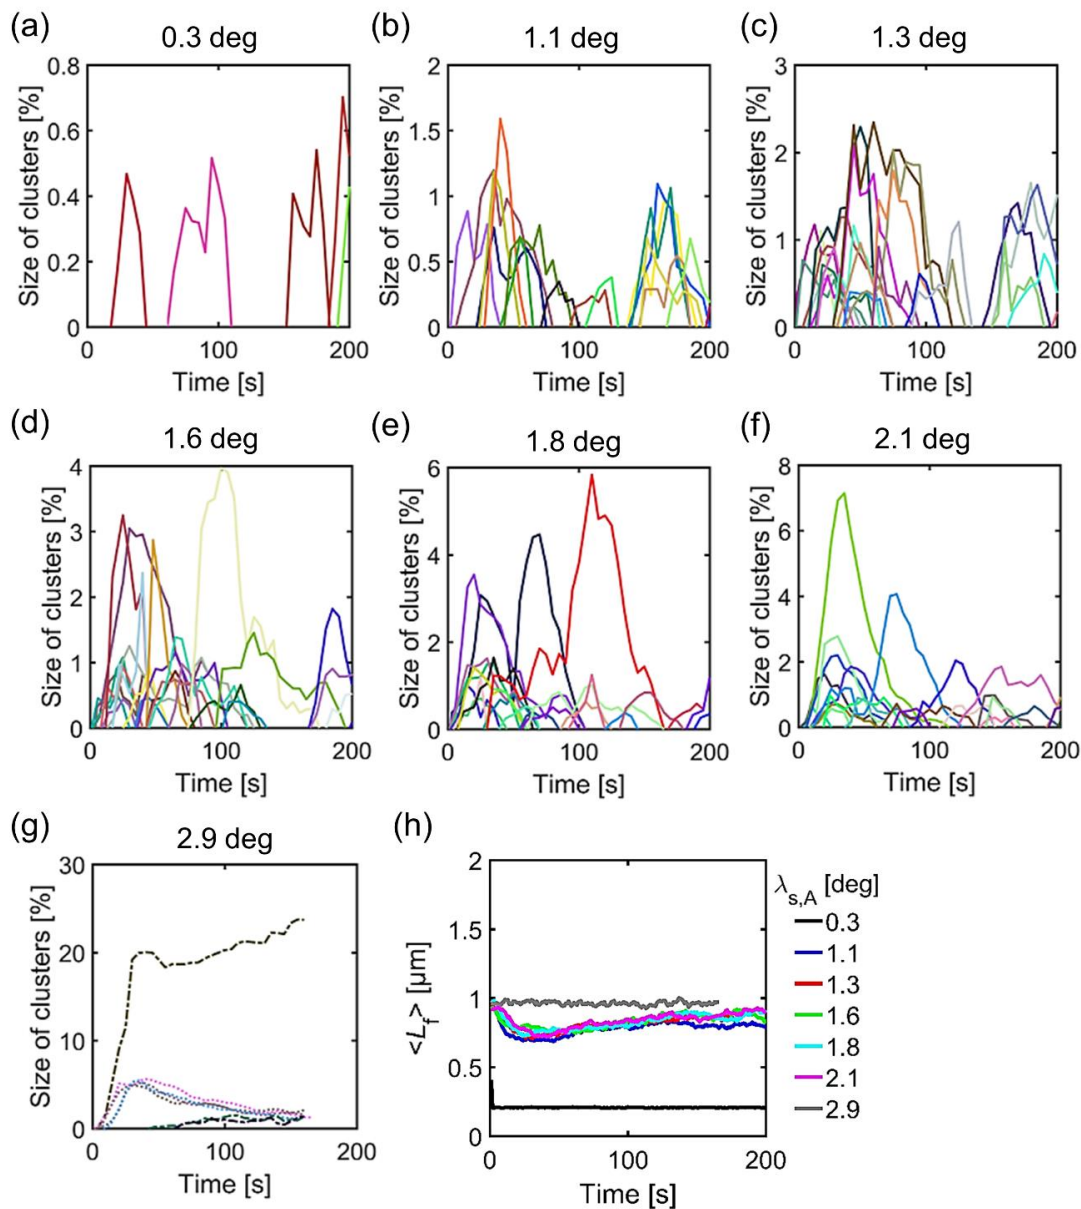 (a)
0.3 deg
Size of clusters [%]
0.8
0.6
0.4
0.2
0
0 100 200
Time [s]
(b)
1.1 deg
Size of clusters [%]
2
1.5
1
0.5
0
0 100 200
Time [s]
(c)
1.3 deg
Size of clusters [%]
3
2
1
0
0 100 200
Time [s]
(d)
1.6 deg
Size of clusters [%]
4
3
2
1
0
0 100 200
Time [s]
(e)
1.8 deg
Size of clusters [%]
6
4
2
0
0 100 200
Time [s]
(f)
2.1 deg
Size of clusters [%]
8
6
4
2
0
0 100 200
Time [s]
(g)
2.9 deg
Size of clusters [%]
30
20
10
0
0 100 200
Time [s]
(h)
<L_f> [μm]
2
1.5
1
0.5
0
0 100 200
Time [s]
λ_s,A [deg]
0.3
1.1
1.3
1.6
1.8
2.1
2.9